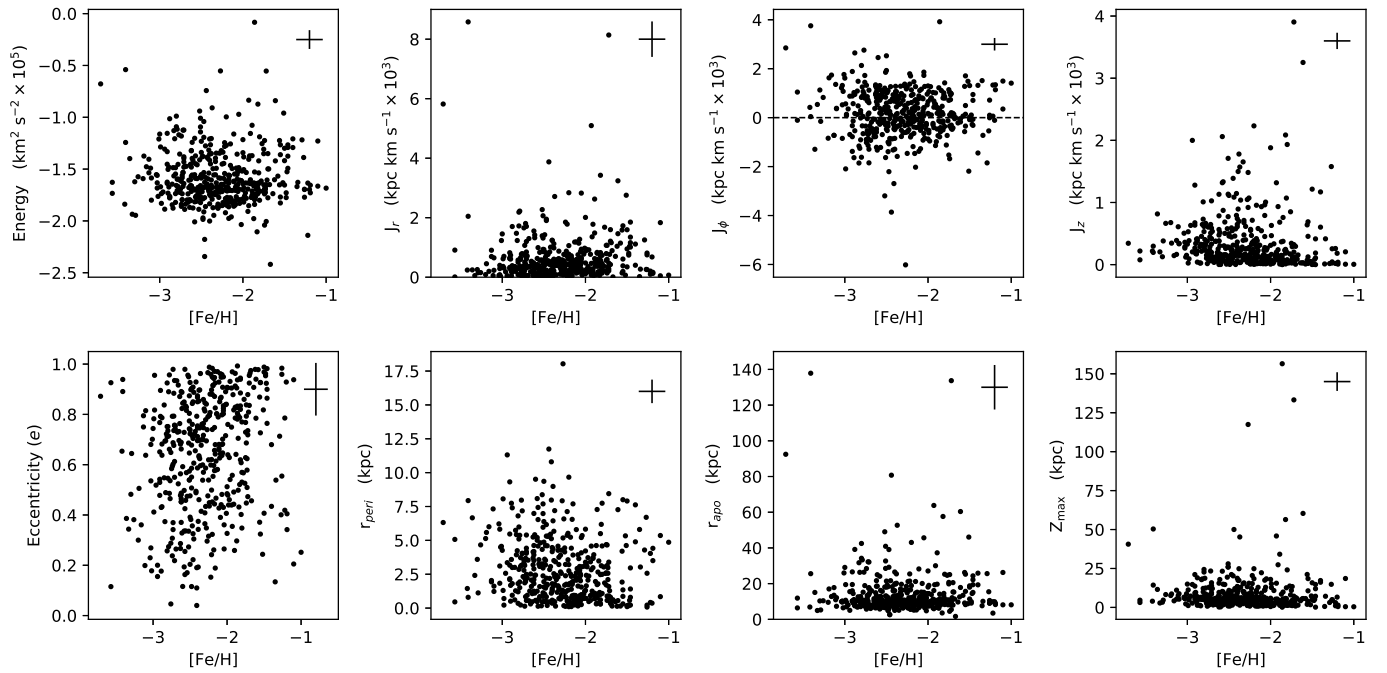 Energy (km² s⁻² × 10⁵)
0.0
−0.5
−1.0
−1.5
−2.0
−2.5
−3 −2 −1
[Fe/H]
J_r (kpc km s⁻¹ × 10³)
8
6
4
2
0
−3 −2 −1
[Fe/H]
J_ϕ (kpc km s⁻¹ × 10³)
4
2
0
−2
−4
−6
−3 −2 −1
[Fe/H]
J_z (kpc km s⁻¹ × 10³)
4
3
2
1
0
−3 −2 −1
[Fe/H]
Eccentricity (e)
1.0
0.8
0.6
0.4
0.2
0.0
−3 −2 −1
[Fe/H]
r_peri (kpc)
17.5
15.0
12.5
10.0
7.5
5.0
2.5
0.0
−3 −2 −1
[Fe/H]
r_apo (kpc)
140
120
100
80
60
40
20
0
−3 −2 −1
[Fe/H]
Z_max (kpc)
150
125
100
75
50
25
0
−3 −2 −1
[Fe/H]